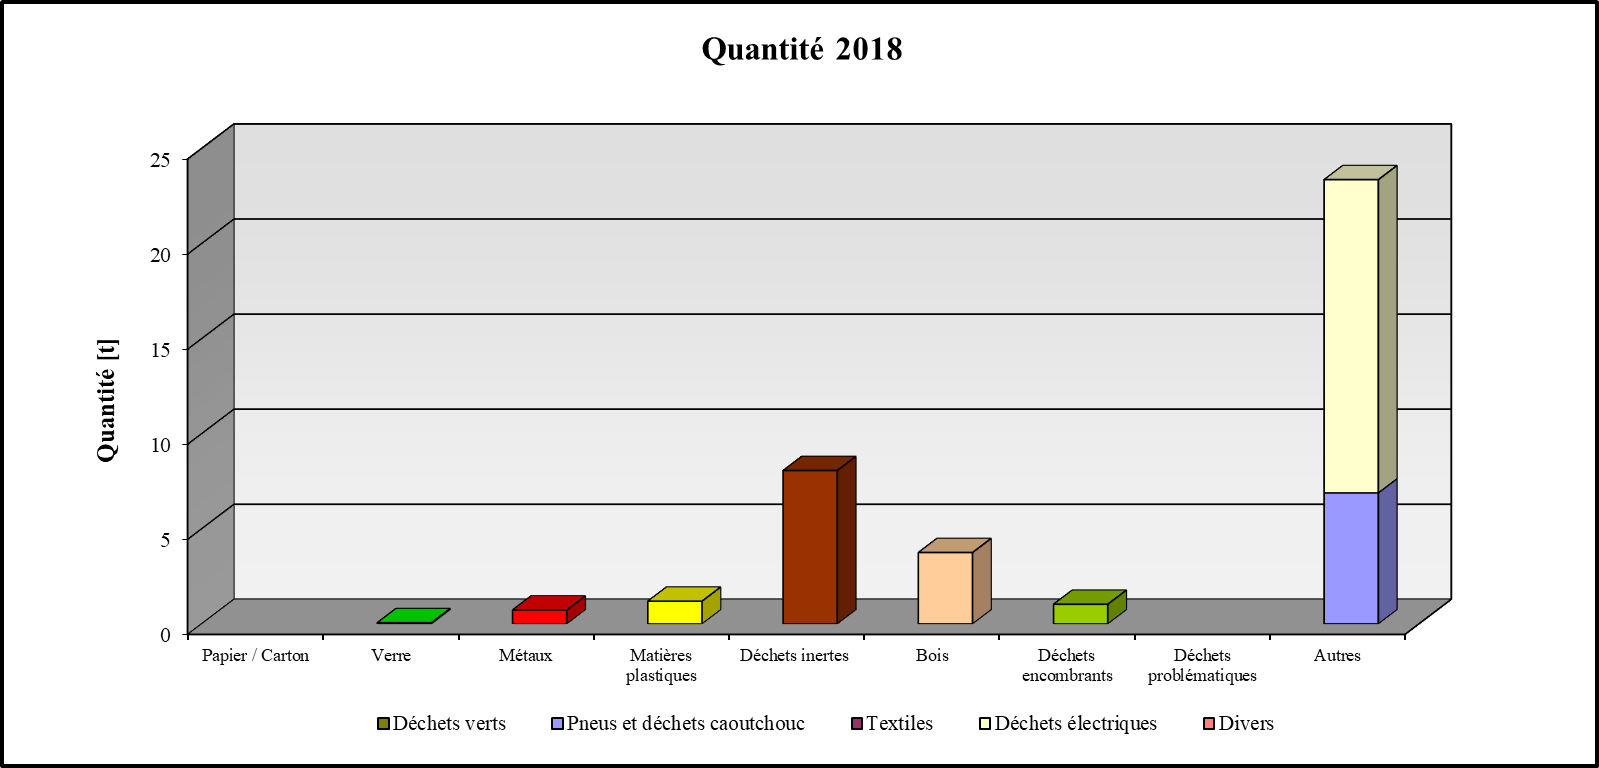 Quantité 2018
Quantité [t]
25
20
15
10
5
0
Papier / Carton
Verre
Métaux
Matières
plastiques
Déchets inertes
Bois
Déchets
encombrants
Déchets
problématiques
Autres
Déchets verts
Pneus et déchets caoutchouc
Textiles
Déchets électriques
Divers